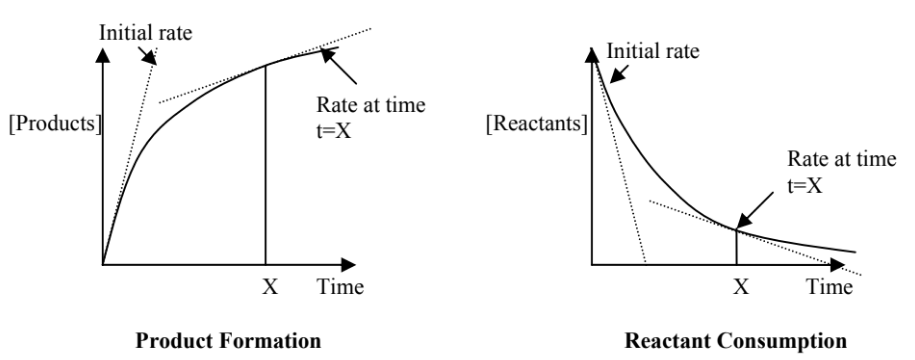 Initial rate
[Products]
Rate at time
t=X
X
Time
Product Formation
Initial rate
[Reactants]
Rate at time
t=X
X
Time
Reactant Consumption